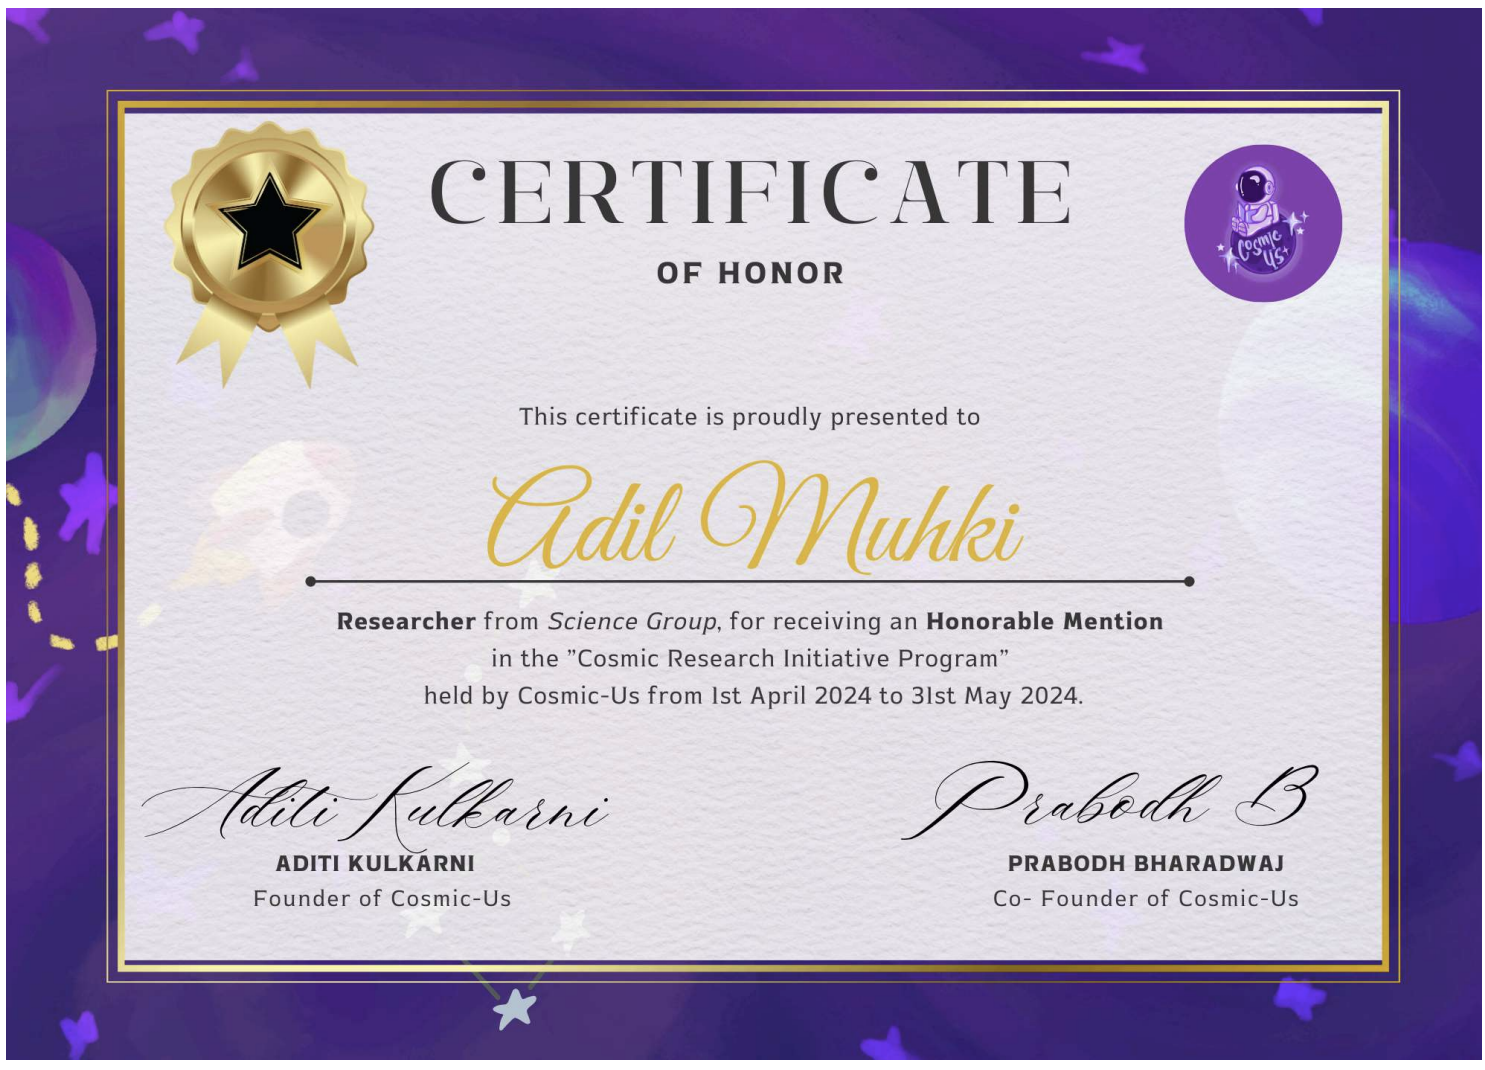 CERTIFICATE
OF HONOR
Cosmic
Us
This certificate is proudly presented to
Adil Muhki
Researcher from Science Group, for receiving an Honorable Mention
in the ”Cosmic Research Initiative Program”
held by Cosmic-Us from 1st April 2024 to 31st May 2024.
Aditi Kulkarni
ADITI KULKARNI
Founder of Cosmic-Us
Prabodh B
PRABODH BHARADWAJ
Co- Founder of Cosmic-Us